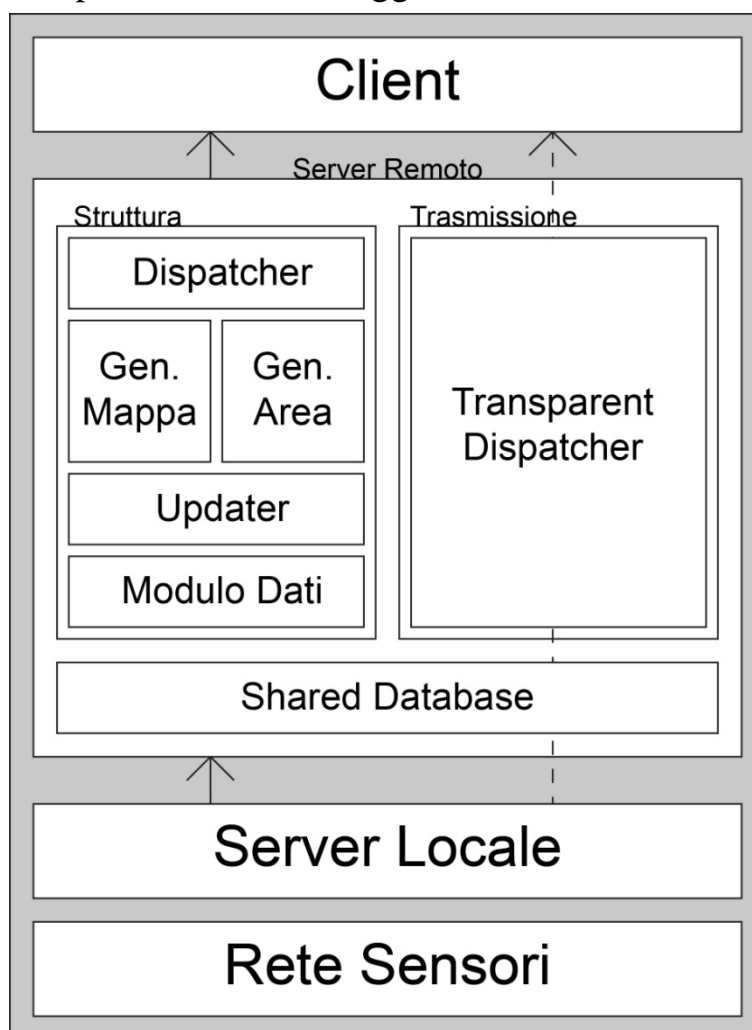 Client
Server Remoto
Struttura
Trasmissione
Dispatcher
Gen.
Mappa
Gen.
Area
Transparent
Dispatcher
Updater
Modulo Dati
Shared Database
Server Locale
Rete Sensori